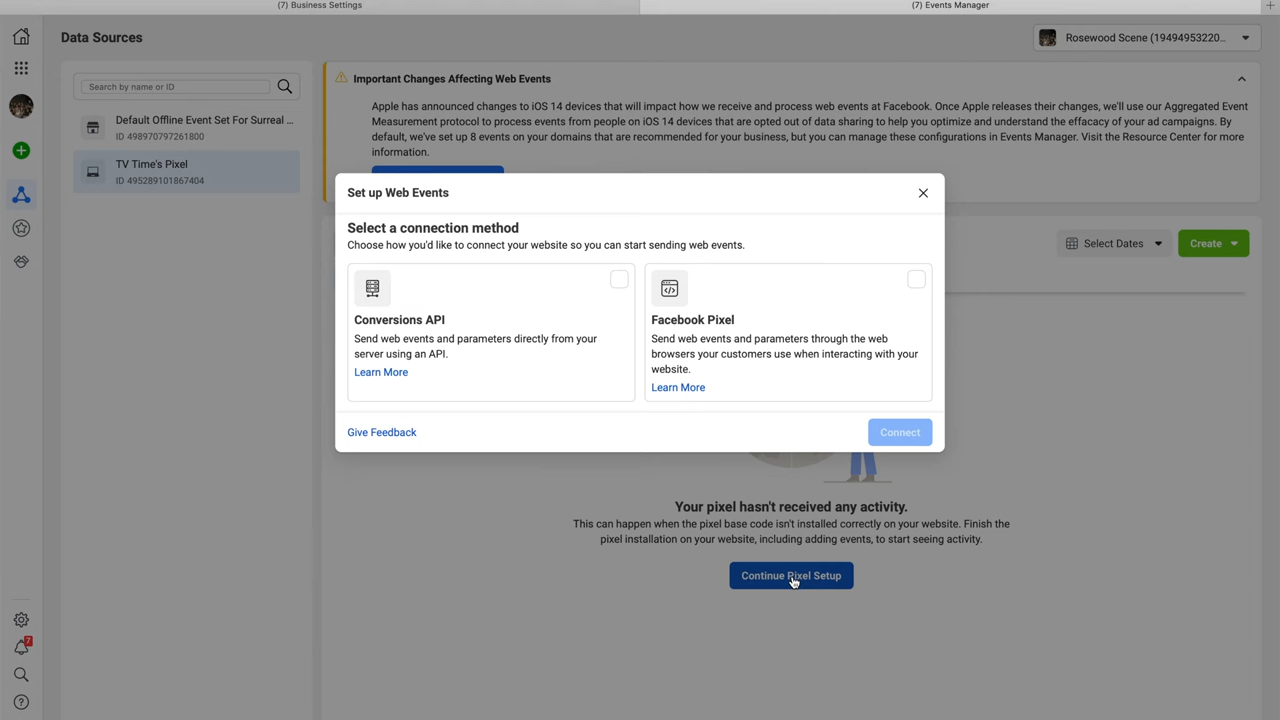 (7) Business Settings
(7) Events Manager
Data Sources
Rosewood Scene (19494953220...
Search by name or ID
Default Offline Event Set For Surreal ...
ID 498970797261800
TV Time's Pixel
ID 495289101867404
Important Changes Affecting Web Events
Apple has announced changes to iOS 14 devices that will impact how we receive and process web events at Facebook. Once Apple releases their changes, we'll use our Aggregated Event
Measurement protocol to process events from people on iOS 14 devices that are opted out of data sharing to help you optimize and understand the efficacy of your ad campaigns. By
default, we've set up 8 events on your domains that are recommended for your business, but you can manage these configurations in Events Manager. Visit the Resource Center for more
information.
Select Dates
Create
Set up Web Events
Select a connection method
Choose how you'd like to connect your website so you can start sending web events.
Conversions API
Send web events and parameters directly from your
server using an API.
Learn More
Facebook Pixel
Send web events and parameters through the web
browsers your customers use when interacting with your
website.
Learn More
Give Feedback
Connect
Your pixel hasn't received any activity.
This can happen when the pixel base code isn't installed correctly on your website. Finish the
pixel installation on your website, including adding events, to start seeing activity.
Continue Pixel Setup
7